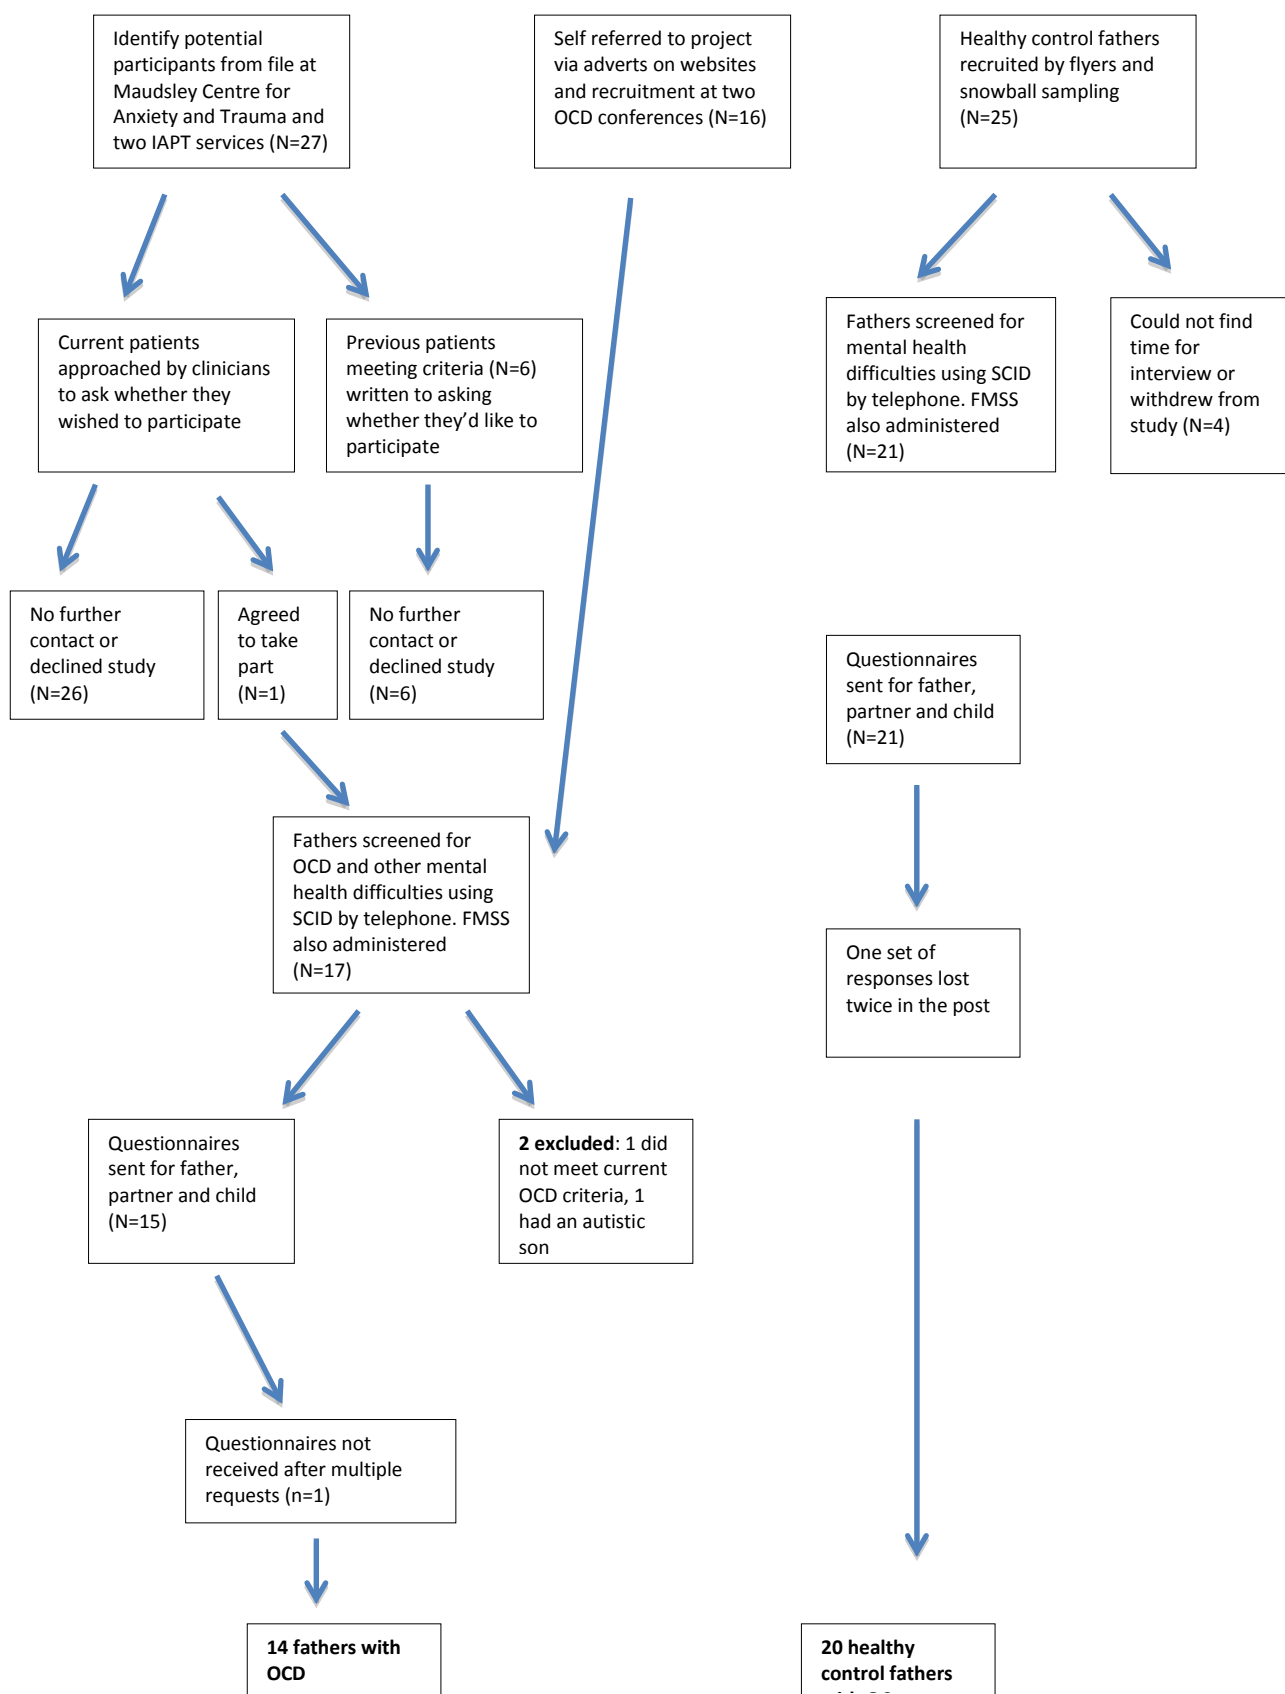 Identify potential
participants from file at
Maudsley Centre for
Anxiety and Trauma and
two IAPT services (N=27)
Self referred to project
via adverts on websites
and recruitment at two
OCD conferences (N=16)
Healthy control fathers
recruited by flyers and
snowball sampling
(N=25)
Current patients
approached by clinicians
to ask whether they
wished to participate
Previous patients
meeting criteria (N=6)
written to asking
whether they’d like to
participate
Fathers screened for
mental health
difficulties using SCID
by telephone. FMSS
also administered
(N=21)
Could not find
time for
interview or
withdrew from
study (N=4)
No further
contact or
declined study
(N=26)
Agreed
to take
part
(N=1)
No further
contact or
declined study
(N=6)
Questionnaires
sent for father,
partner and child
(N=21)
Fathers screened for
OCD and other mental
health difficulties using
SCID by telephone. FMSS
also administered
(N=17)
One set of
responses lost
twice in the post
Questionnaires
sent for father,
partner and child
(N=15)
2 excluded: 1 did
not meet current
OCD criteria, 1
had an autistic
son
Questionnaires not
received after multiple
requests (n=1)
14 fathers with
OCD
20 healthy
control fathers